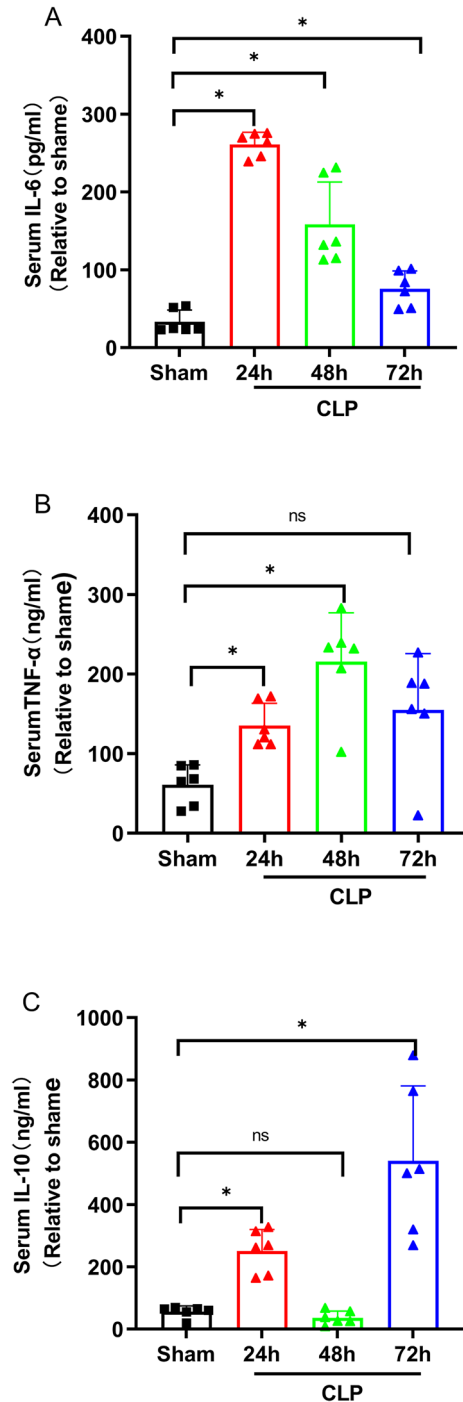 A
Serum IL-6(pg/ml)
(Relative to shame)
400
300
200
100
0
*
*
*
Sham 24h 48h 72h
CLP
B
SerumTNF-α(ng/ml)
(Relative to shame)
400
300
200
100
0
ns
*
*
Sham 24h 48h 72h
CLP
C
Serum IL-10(ng/ml)
(Relative to shame
1000
800
600
400
200
0
*
ns
*
Sham 24h 48h 72h
CLP